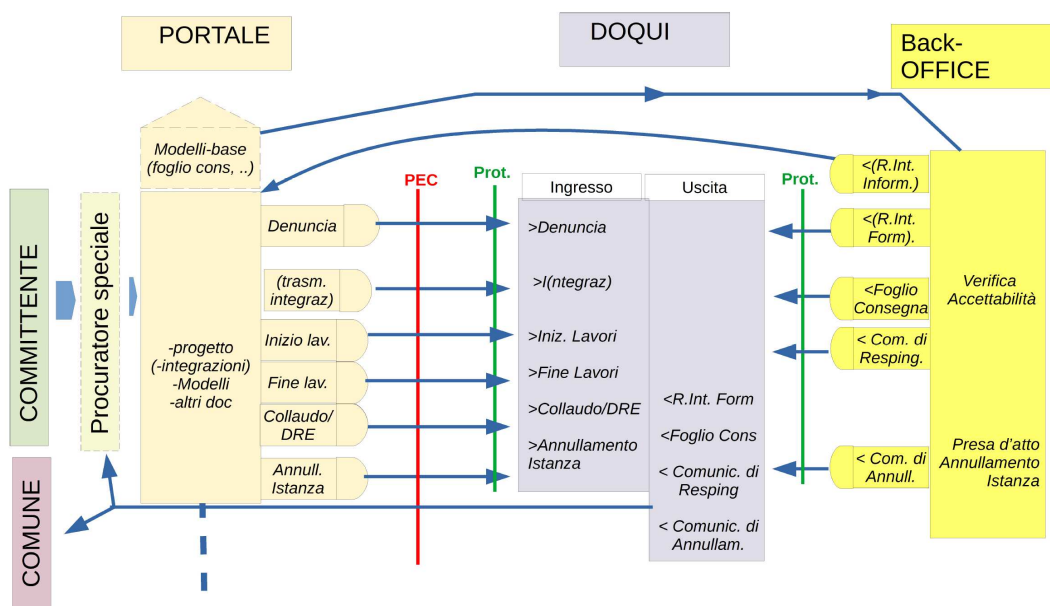 PORTALE
DOQUI
Back-
OFFICE
Modelli-base
(foglio cons, ..)
COMMITTENTE
COMUNE
Procuratore speciale
-progetto
(-integrazioni)
-Modelli
-altri doc
Denuncia
(trasm.
integraz)
Inizio lav.
Fine lav.
Collaudo/
DRE
Annull.
Istanza
PEC
Prot.
Ingresso
Uscita
>Denuncia
>I(ntegraz)
>Iniz. Lavori
>Fine Lavori
>Collaudo/DRE
>Annullamento
Istanza
<R.Int. Form
<Foglio Cons
< Comunic. di
Resping
< Comunic. di
Annullam.
Prot.
<(R.Int.
Inform.)
<(R.Int.
Form).
<Foglio
Consegna
< Com. di
Resping.
< Com. di
Annull.
Verifica
Accettabilità
Presa d'atto
Annullamento
Istanza